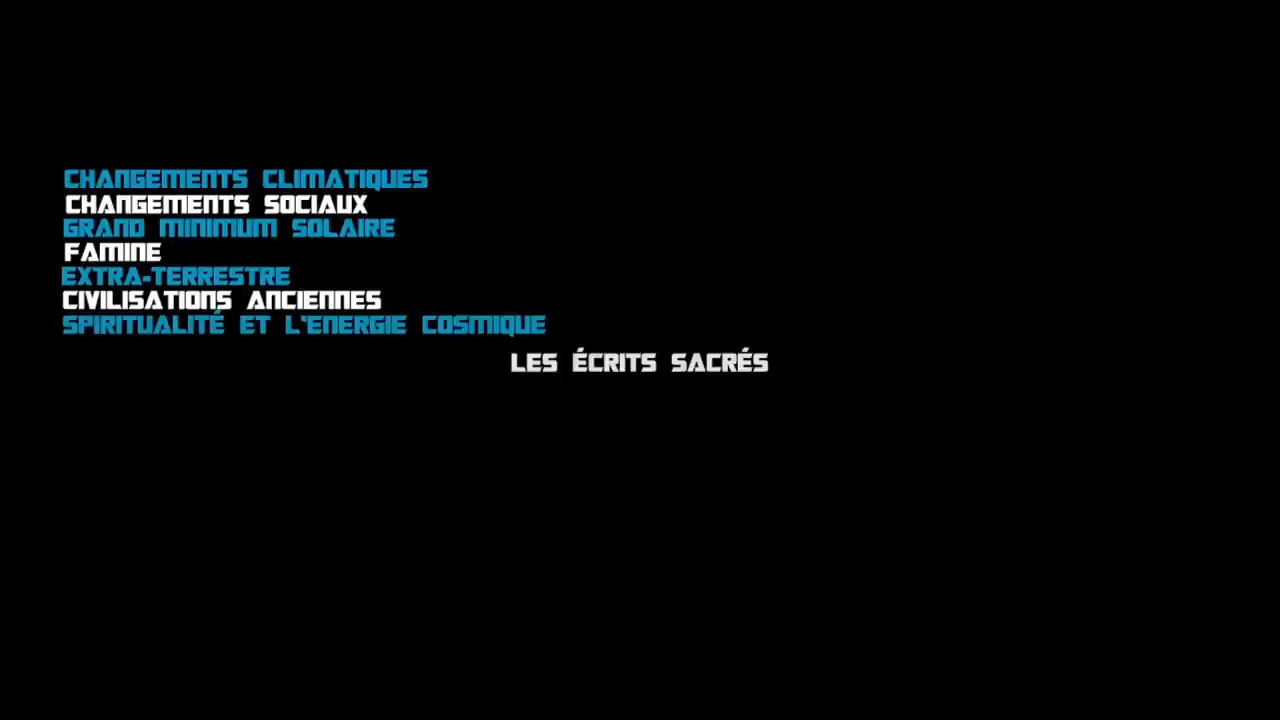 CHANGEMENTS CLIMATIQUES
CHANGEMENTS SOCIAUX
GRAND MINIMUM SOLAIRE
FAMINE
EXTRA-TERRESTRE
CIVILISATIONS ANCIENNES
SPIRITUALITÉ ET L'ENERGIE COSMIQUE
LES ÉCRITS SACRÉS